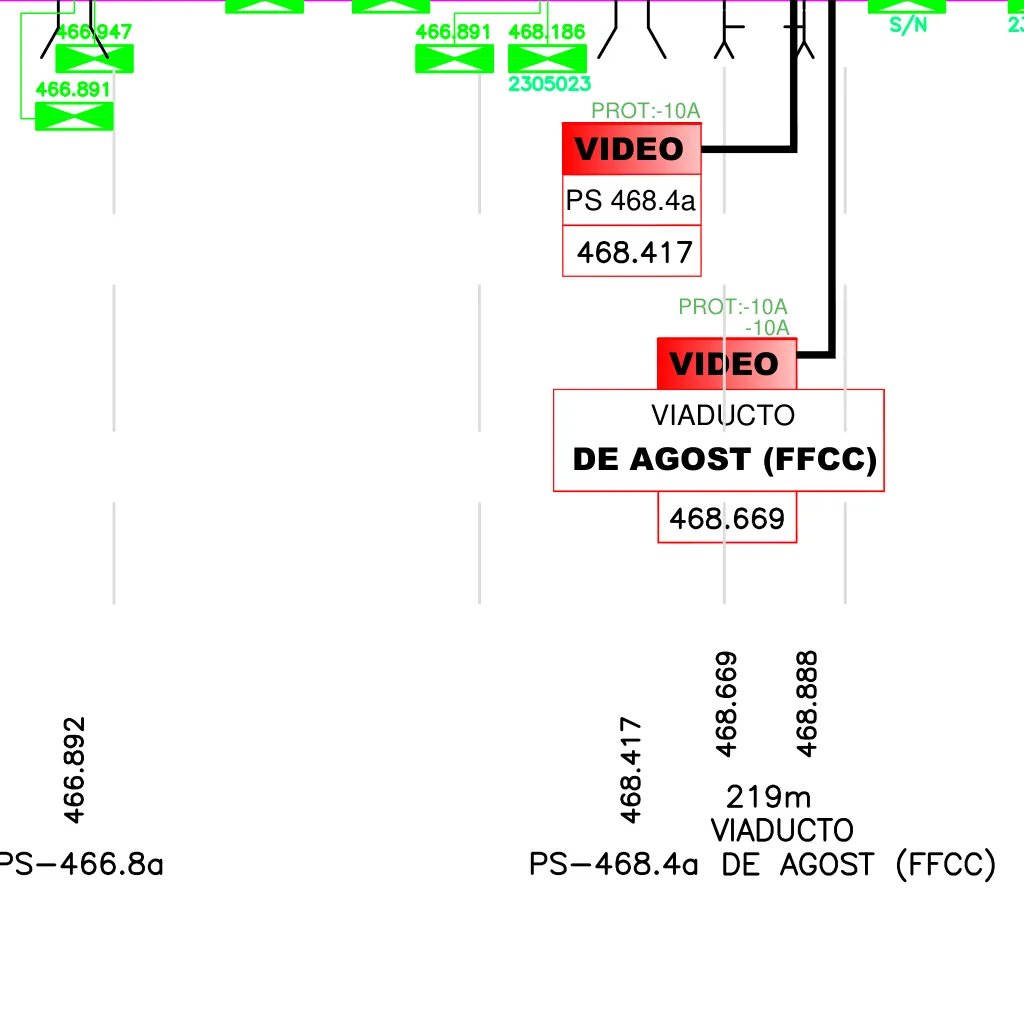 S/N
23
466.947
466.891
468.186
2305023
466.891
PROT:-10A
VIDEO
PS 468.4a
468.417
PROT:-10A
-10A
VIDEO
VIADUCTO
DE AGOST (FFCC)
468.669
466.892
468.417
468.669
468.888
219m
VIADUCTO
PS-466.8a
PS-468.4a
DE AGOST (FFCC)